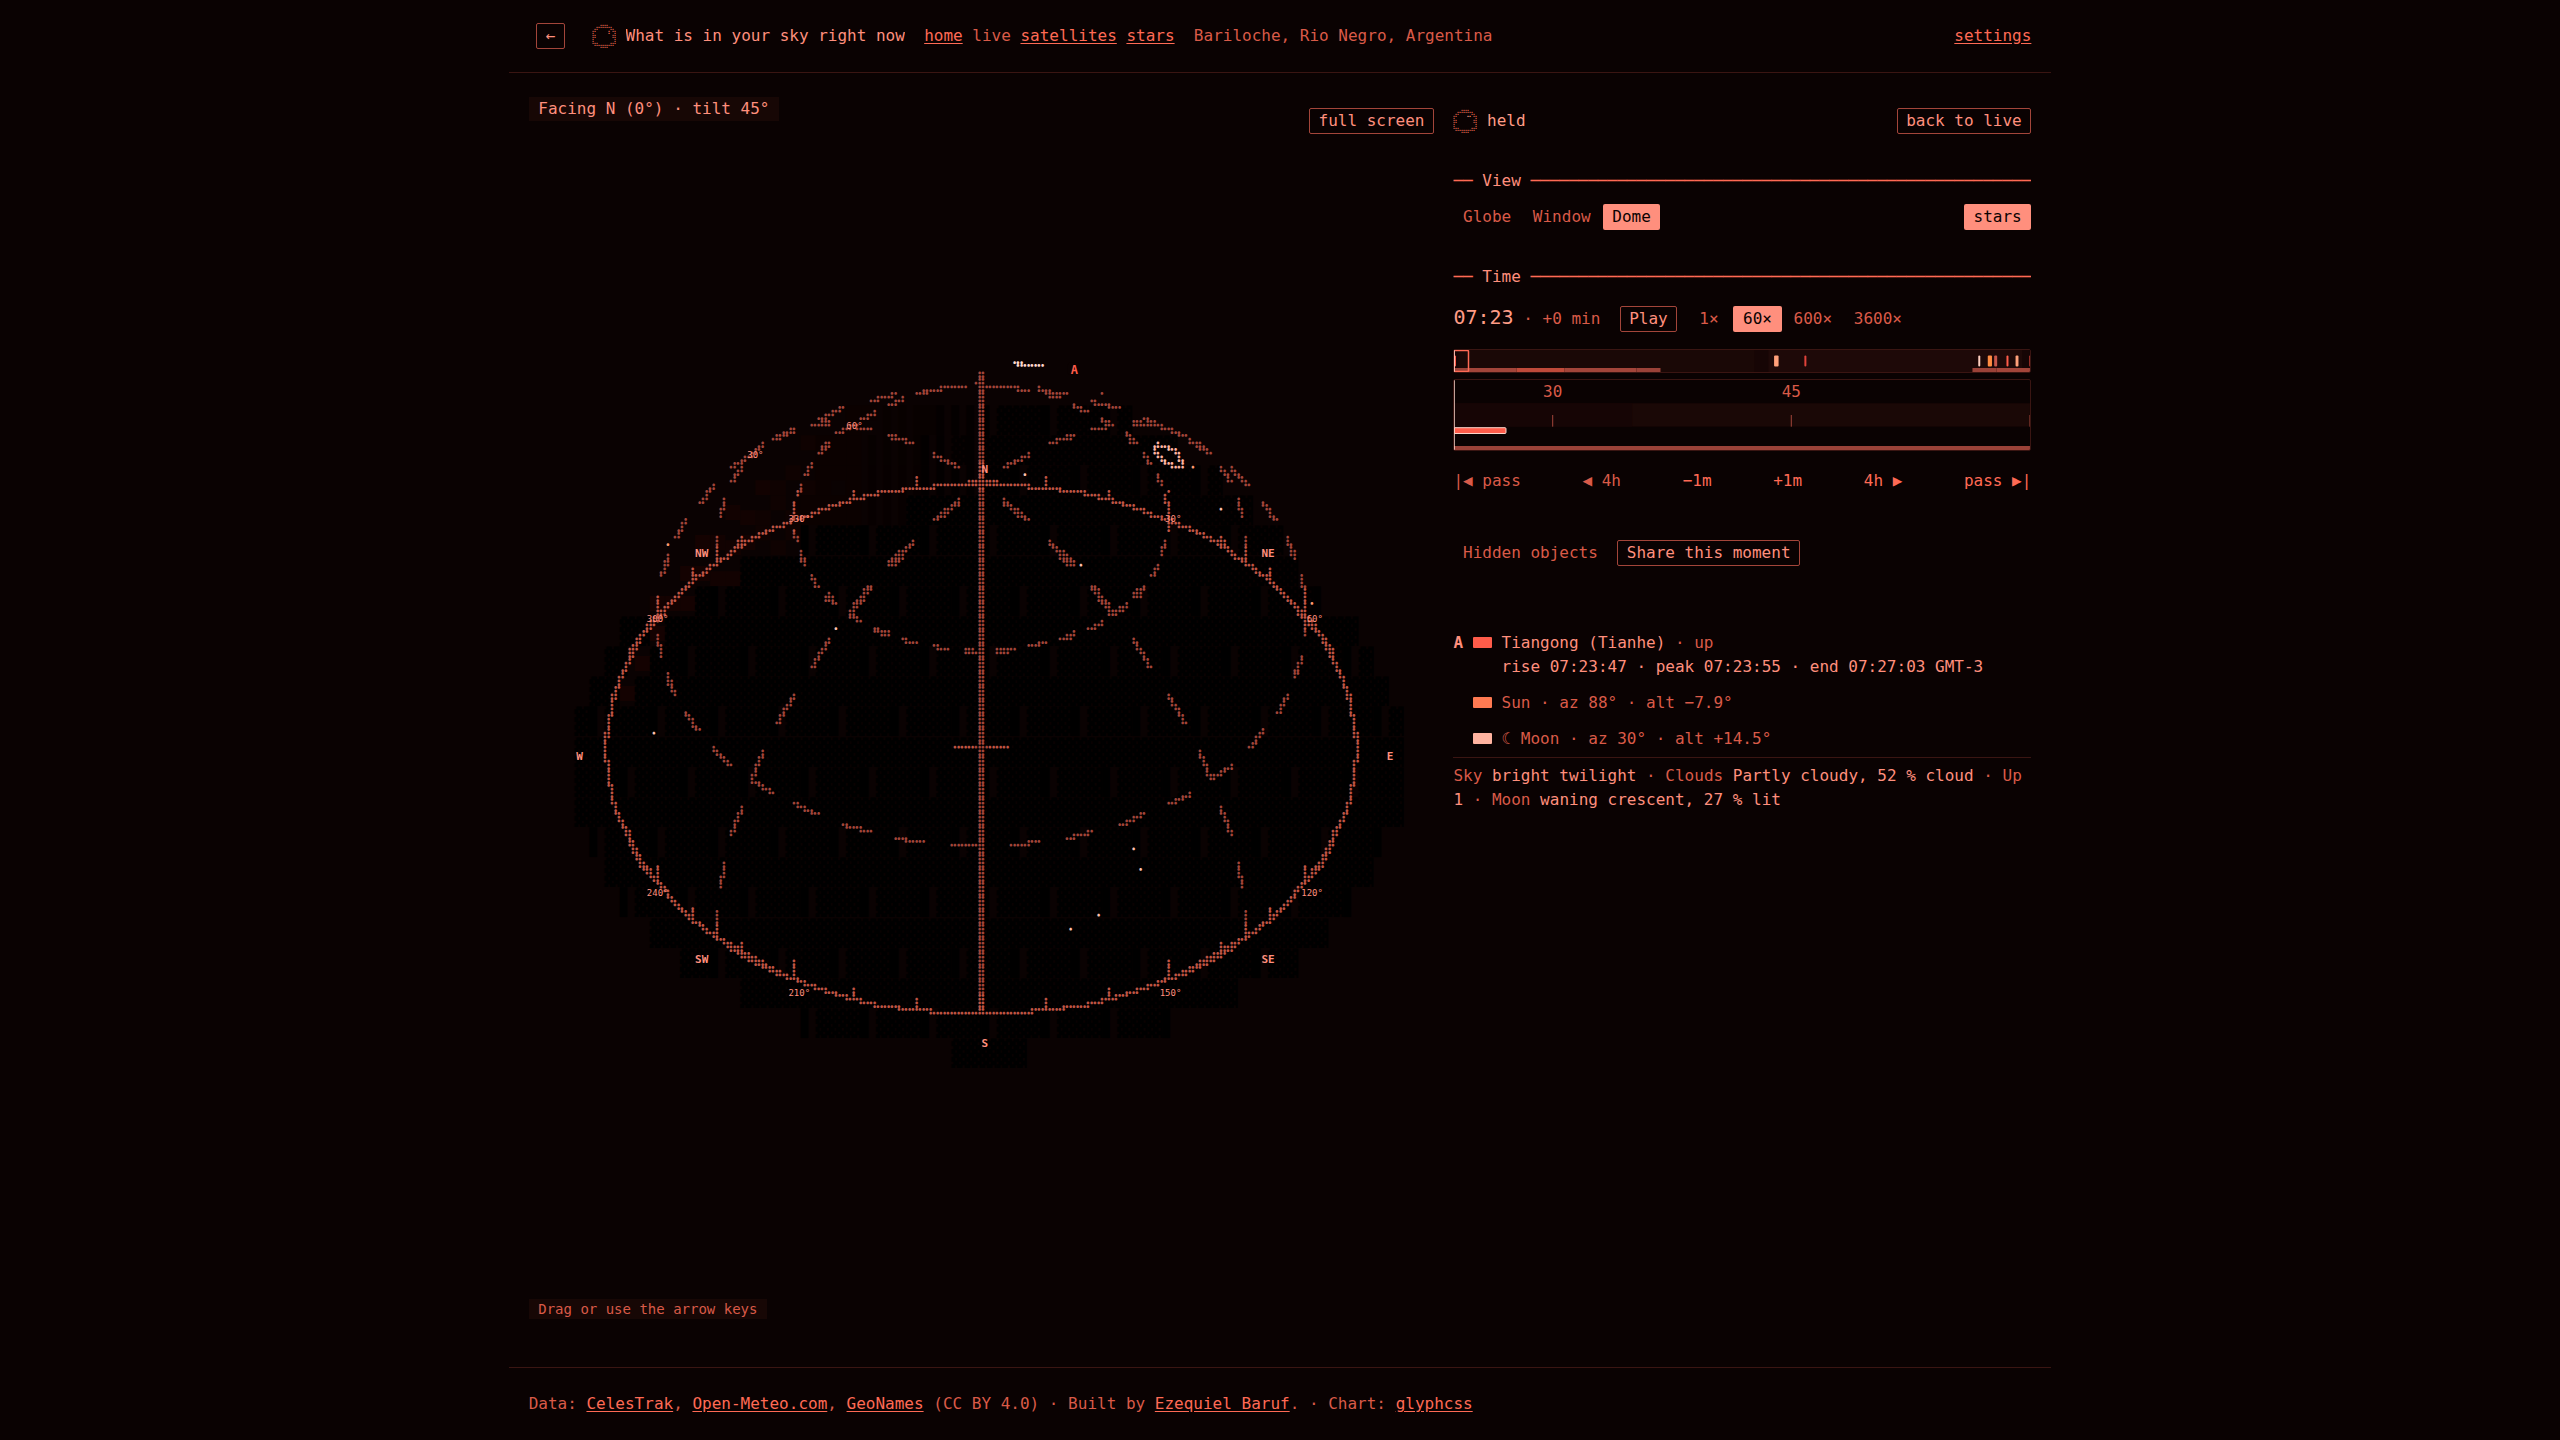 ← What is in your sky right now home live satellites stars Bariloche, Rio Negro, Argentina settings
Facing N (0°) · tilt 45°
full screen
held
back to live
View
Globe Window Dome stars
Time
07:23 · +0 min Play 1× 60× 600× 3600×
30 45
|◀ pass ◀ 4h −1m +1m 4h ▶ pass ▶|
Hidden objects Share this moment
A Tiangong (Tianhe) · up
rise 07:23:47 · peak 07:23:55 · end 07:27:03 GMT-3
Sun · az 88° · alt −7.9°
☾ Moon · az 30° · alt +14.5°
Sky bright twilight · Clouds Partly cloudy, 52 % cloud · Up
1 · Moon waning crescent, 27 % lit
A
60°
30°
N
330° 30°
NW NE
300° 60°
W E
240° 120°
SW SE
210° 150°
S
Drag or use the arrow keys
Data: CelesTrak, Open-Meteo.com, GeoNames (CC BY 4.0) · Built by Ezequiel Baruf. · Chart: glyphcss